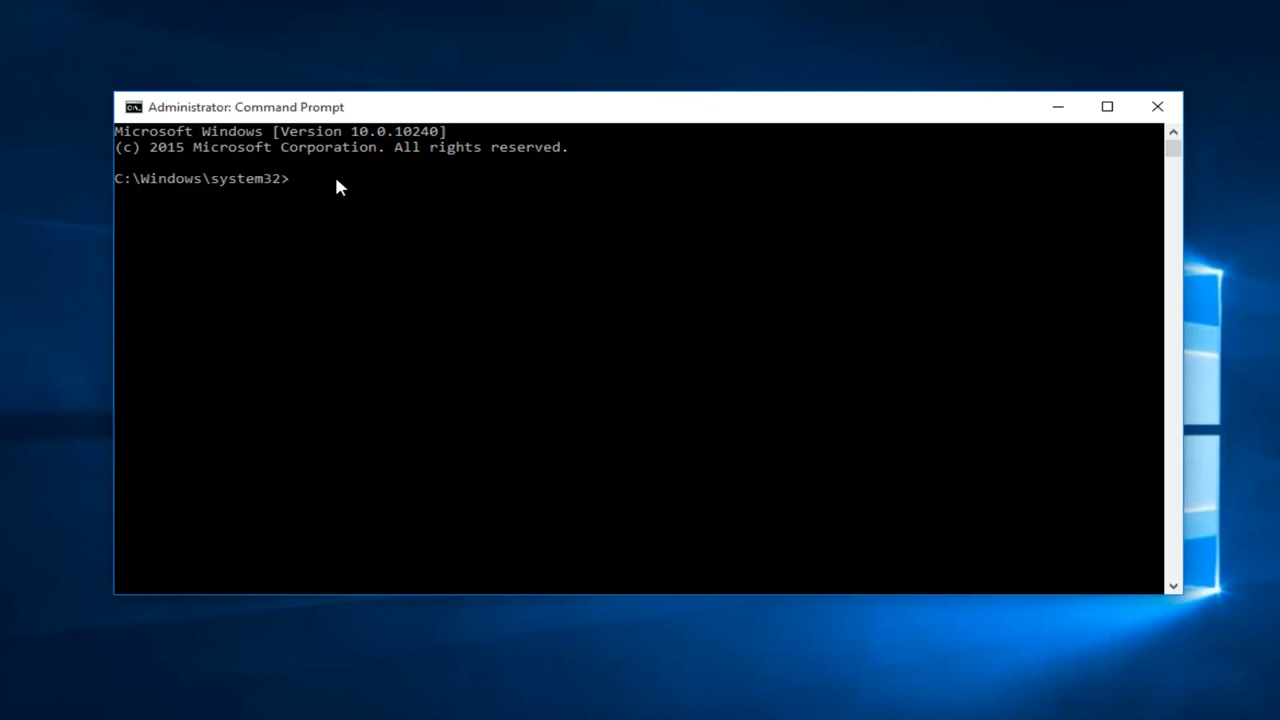 Administrator: Command Prompt
Microsoft Windows [Version 10.0.10240]
(c) 2015 Microsoft Corporation. All rights reserved.
C:\Windows\system32>